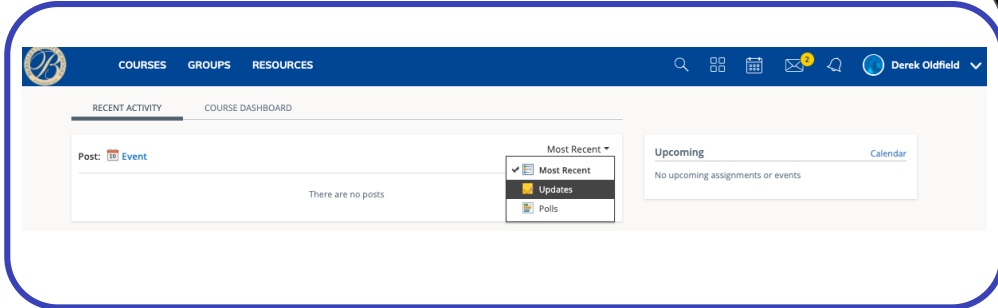 COURSES GROUPS RESOURCES 2 Derek Oldfield
RECENT ACTIVITY COURSE DASHBOARD
Post: 10 Event Most Recent
Most Recent
Updates
Polls
There are no posts
Upcoming Calendar
No upcoming assignments or events